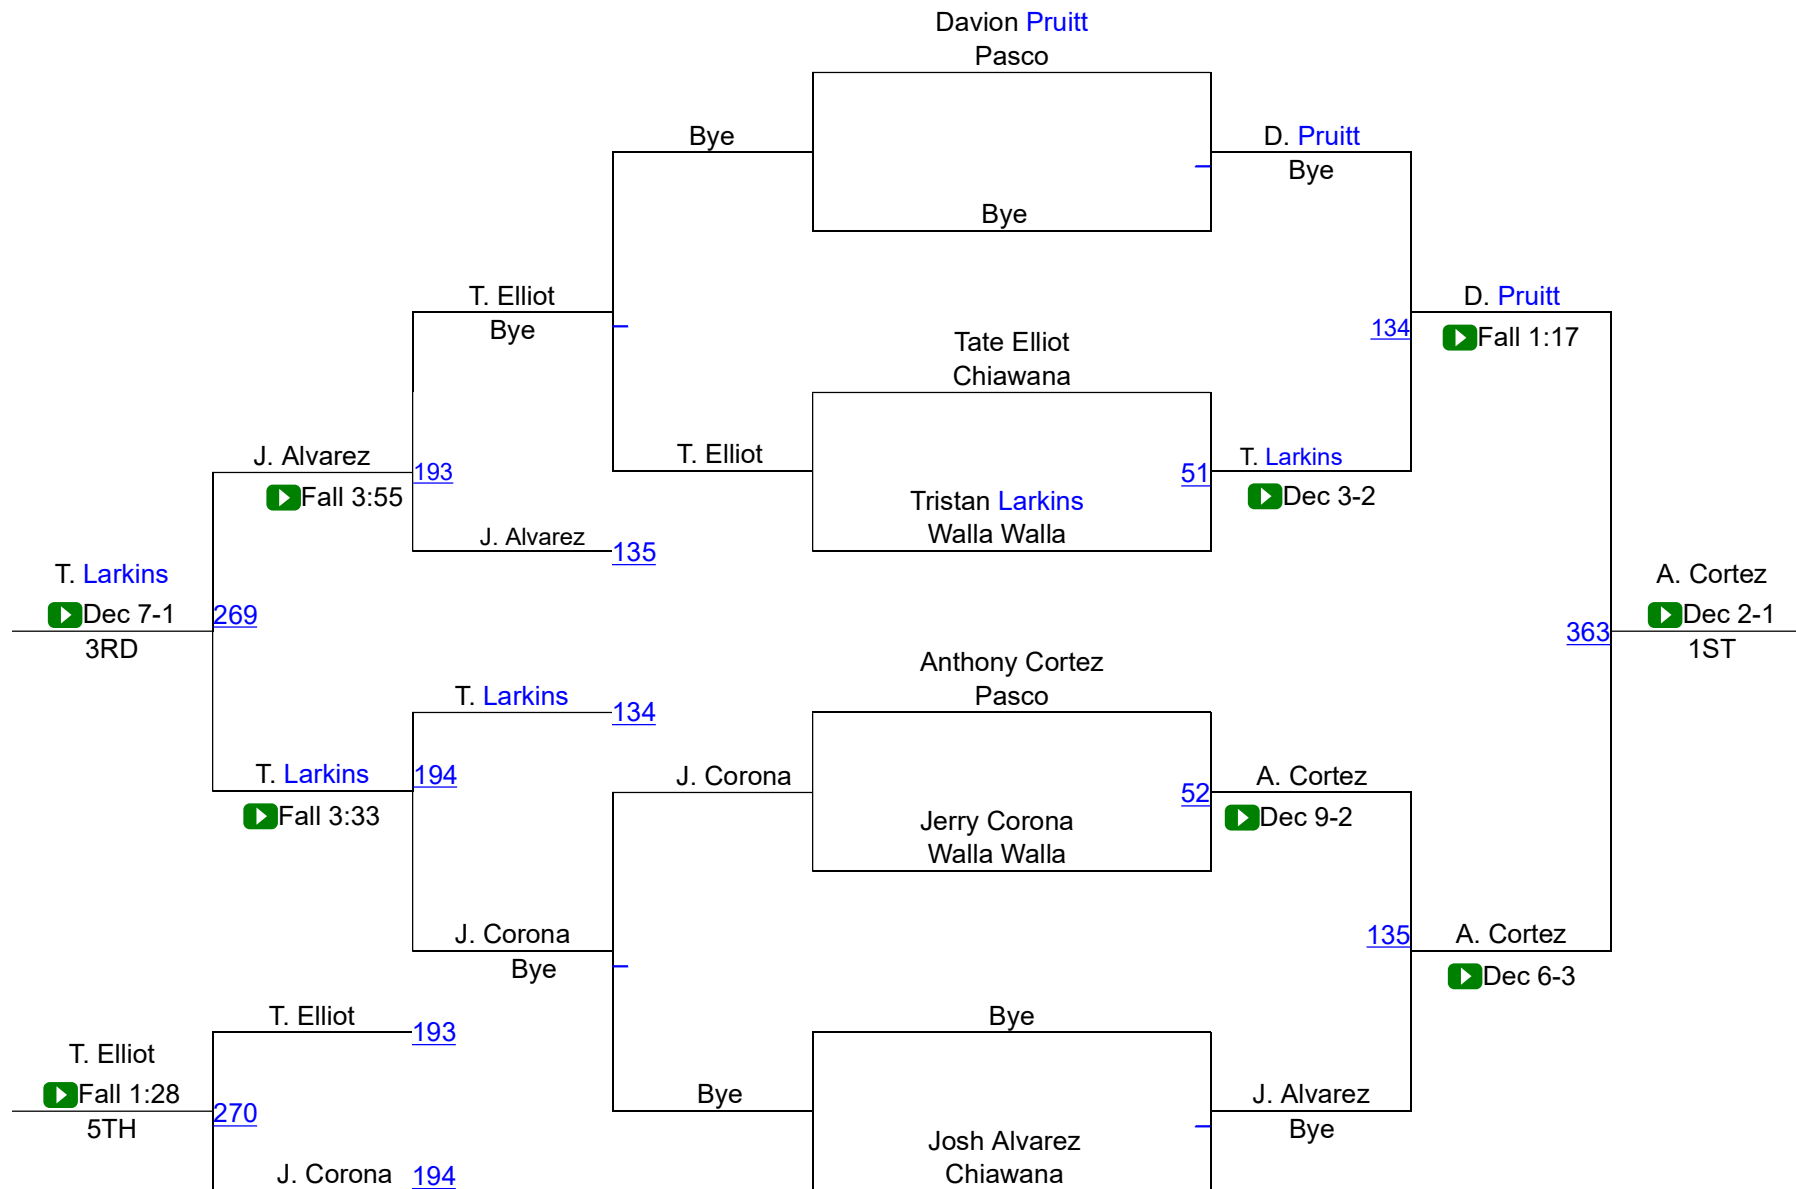 Davion Pruitt
Pasco
Bye
D. Pruitt
Bye
Bye
T. Elliot
Bye
D. Pruitt
134
Fall 1:17
Tate Elliot
Chiawana
J. Alvarez
193
Fall 3:55
T. Elliot
T. Larkins
51
Dec 3-2
Tristan Larkins
Walla Walla
J. Alvarez
135
T. Larkins
Dec 7-1
269
3RD
A. Cortez
Dec 2-1
363
1ST
Anthony Cortez
Pasco
T. Larkins
134
T. Larkins
194
Fall 3:33
J. Corona
52
A. Cortez
Dec 9-2
Jerry Corona
Walla Walla
J. Corona
Bye
135
A. Cortez
Dec 6-3
T. Elliot
193
Bye
T. Elliot
Fall 1:28
270
5TH
Bye
J. Alvarez
Bye
Josh Alvarez
Chiawana
J. Corona
194